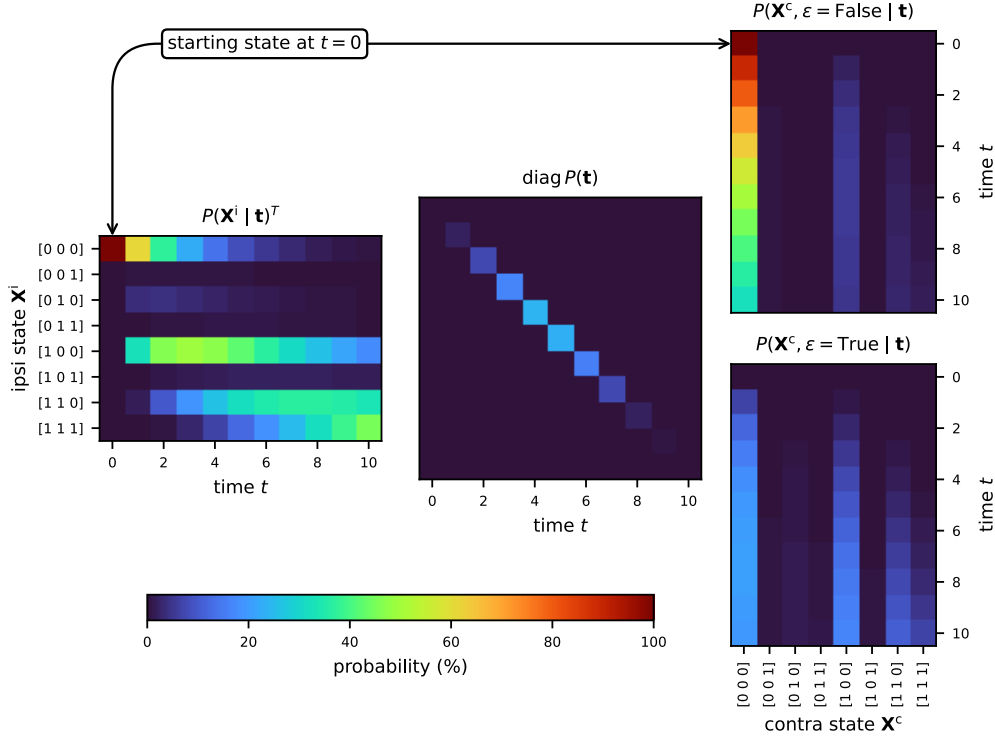 P(X^c, ε = False | t)
starting state at t = 0
0
2
4
6
8
10
time t
diag P(t)
P(X^i | t)^T
[0 0 0]
[0 0 1]
[0 1 0]
[0 1 1]
[1 0 0]
[1 0 1]
[1 1 0]
[1 1 1]
ipsi state X^i
0 2 4 6 8 10
time t
0 2 4 6 8 10
time t
P(X^c, ε = True | t)
0
2
4
6
8
10
time t
[0 0 0]
[0 0 1]
[0 1 0]
[0 1 1]
[1 0 0]
[1 0 1]
[1 1 0]
[1 1 1]
contra state X^c
0 20 40 60 80 100
probability (%)